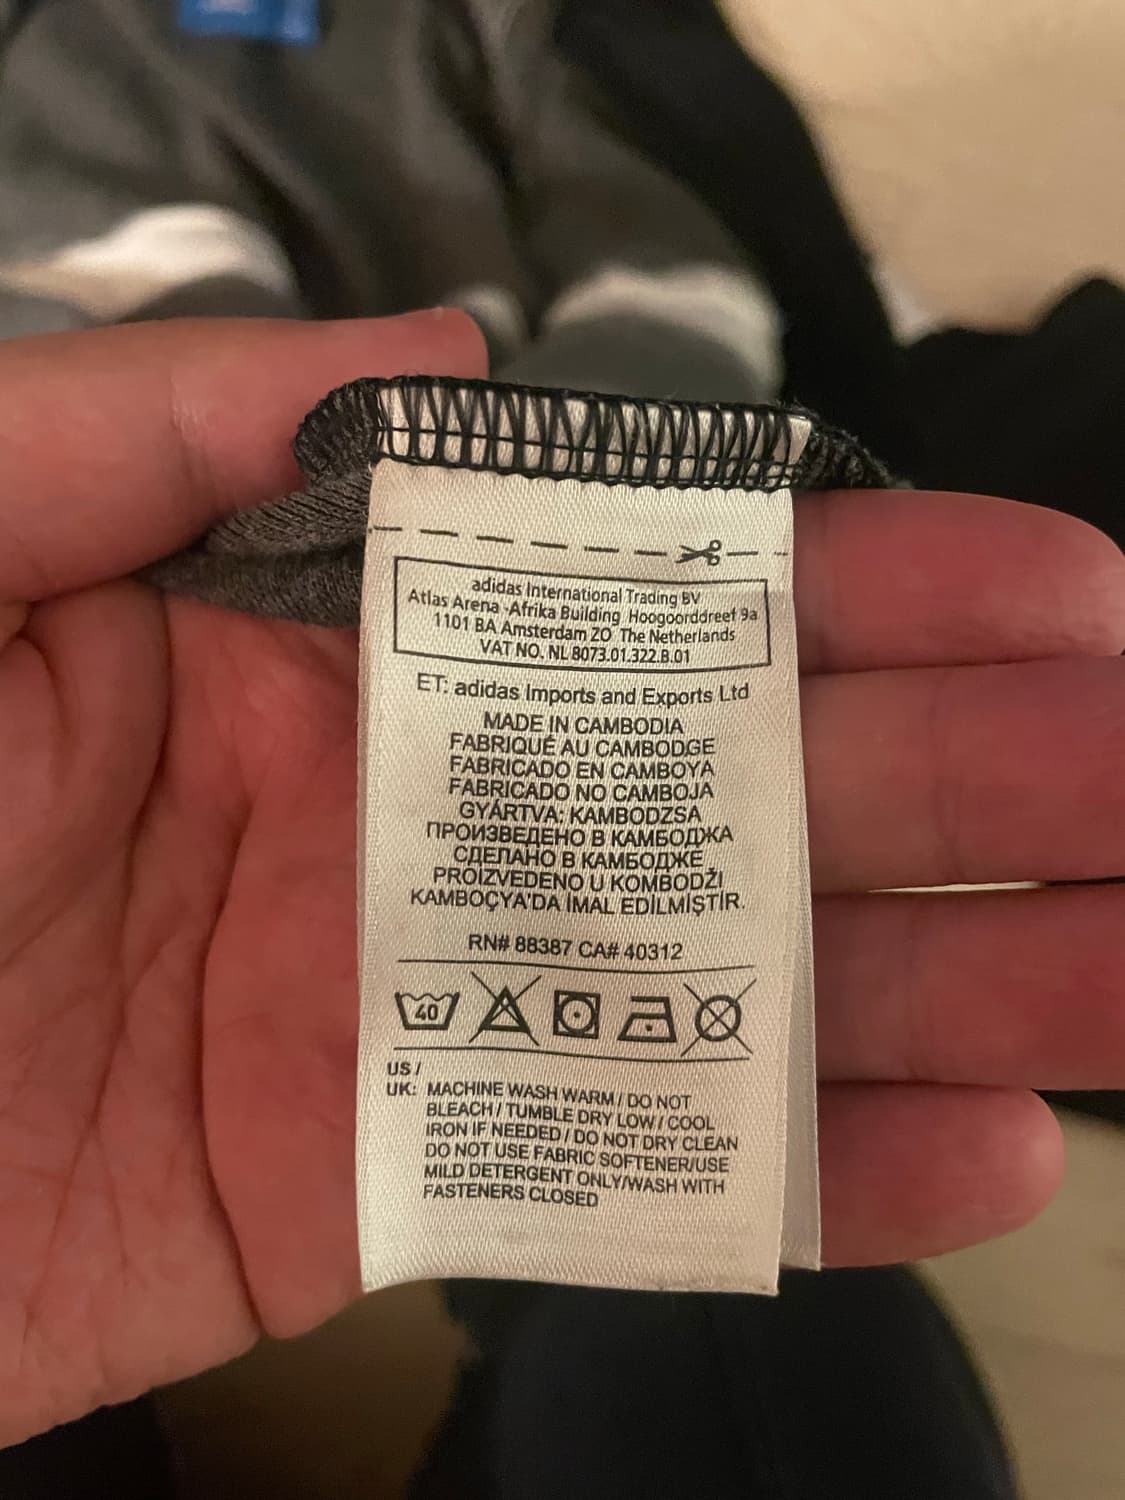 adidas International Trading BV
Atlas Arena -Afrika Building Hoogoorddreef 9a
1101 BA Amsterdam ZO The Netherlands
VAT NO. NL 8073.01.322.B.01
ET: adidas Imports and Exports Ltd
MADE IN CAMBODIA
FABRIQUÉ AU CAMBODGE
FABRICADO EN CAMBOYA
FABRICADO NO CAMBOJA
GYÁRTVA: KAMBODZSA
ПРОИЗВЕДЕНО В КАМБОДЖА
СДЕЛАНО В КАМБОДЖЕ
PROIZVEDENO U KOMBODŽI
KAMBOÇYA'DA İMAL EDİLMİŞTİR.
RN# 88387 CA# 40312
40
US /
UK: MACHINE WASH WARM / DO NOT
BLEACH / TUMBLE DRY LOW / COOL
IRON IF NEEDED / DO NOT DRY CLEAN
DO NOT USE FABRIC SOFTENER/USE
MILD DETERGENT ONLY/WASH WITH
FASTENERS CLOSED